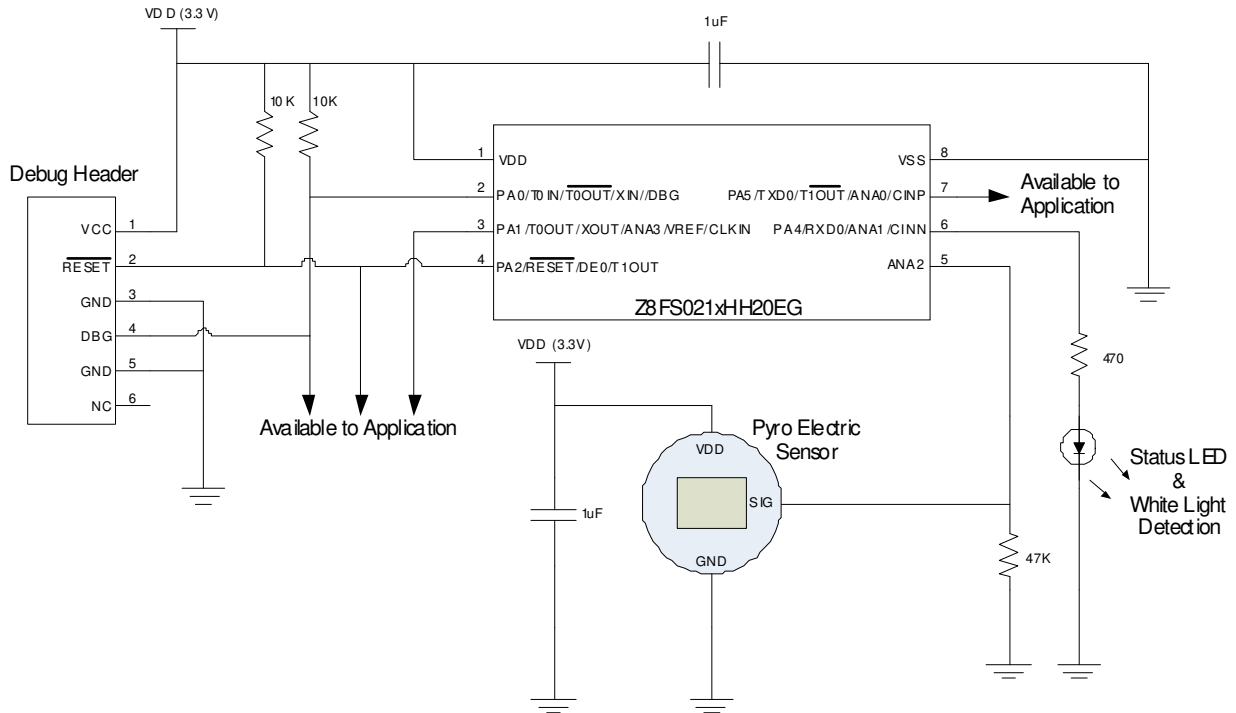 VDD (3.3 V)
1uF
10K
10K
Debug Header
VCC
1
RESET
2
GND
3
DBG
4
GND
5
NC
6
1
VDD
2
PA0/T0IN/T0OUT/XIN//DBG
3
PA1/T0OUT/XOUT/ANA3/VREF/CLKIN
4
PA2/RESET/DE0/T1OUT
VSS
8
PA5/TXD0/T1OUT/ANA0/CINP
7
PA4/RXD0/ANA1/CINN
6
ANA2
5
Z8FS021xHH20EG
Available to
Application
Available to Application
VDD (3.3V)
1uF
Pyro Electric
Sensor
VDD
SIG
GND
47K
470
Status LED
&
White Light
Detection